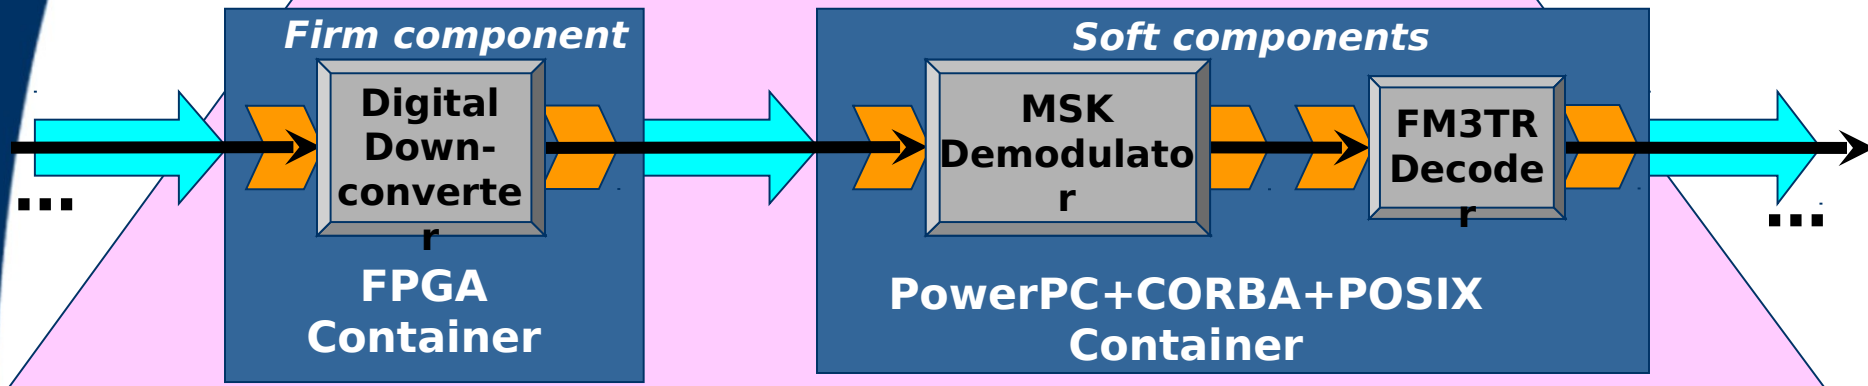 Firm component
Soft components
Digital
Down-
converte
r
MSK
Demodulato
r
FM3TR
Decode
r
...
...
FPGA
Container
PowerPC+CORBA+POSIX
Container